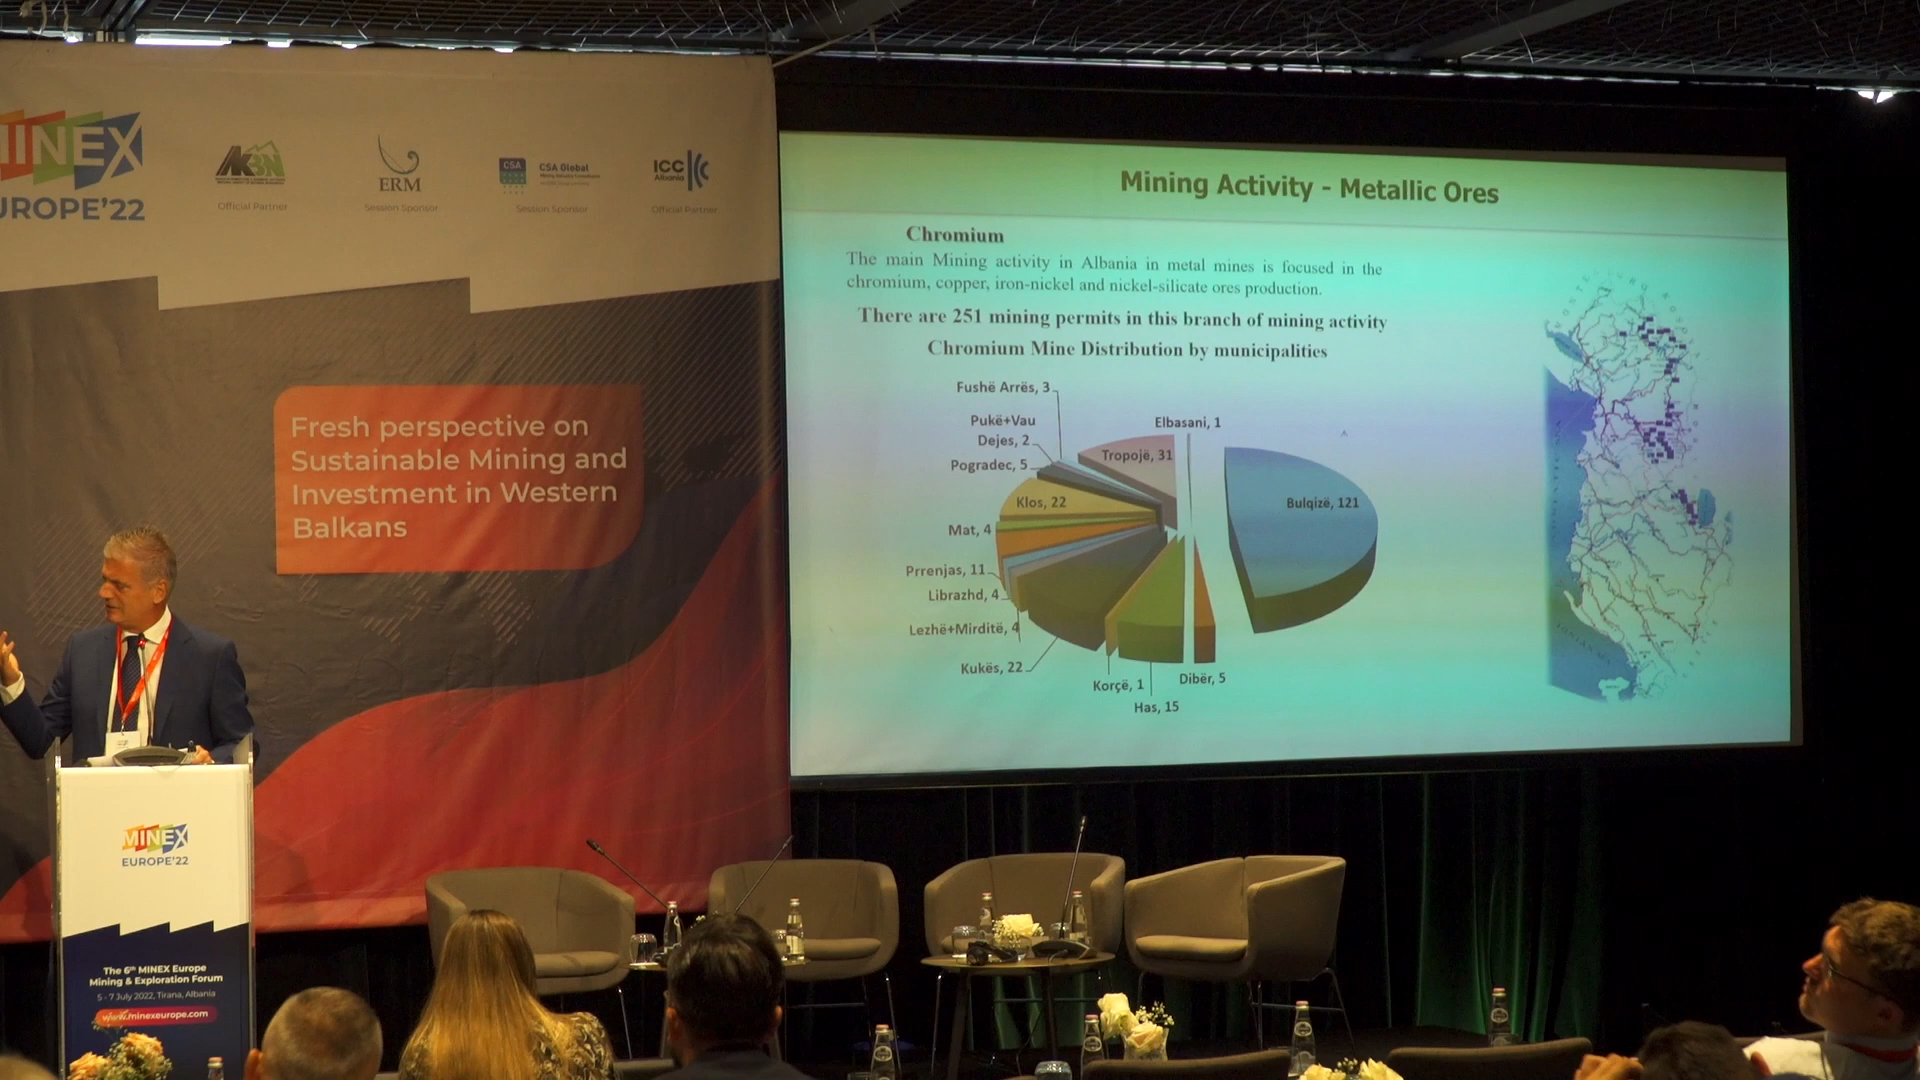 MINEX
EUROPE'22
AKBN
Official Partner
ERM
Session Sponsor
CSA
CSA Global
Session Sponsor
ICC
Albania
Official Partner
Fresh perspective on
Sustainable Mining and
Investment in Western
Balkans
Mining Activity - Metallic Ores
Chromium
The main Mining activity in Albania in metal mines is focused in the
chromium, copper, iron-nickel and nickel-silicate ores production.
There are 251 mining permits in this branch of mining activity
Chromium Mine Distribution by municipalities
Fushë Arrës, 3
Pukë+Vau
Dejes, 2
Pogradec, 5
Klos, 22
Mat, 4
Prrenjas, 11
Librazhd, 4
Lezhë+Mirditë, 4
Kukës, 22
Korçë, 1
Has, 15
Dibër, 5
Bulqizë, 121
Elbasani, 1
Tropojë, 31
MINEX
EUROPE'22
The 6th MINEX Europe
Mining & Exploration Forum
5 - 7 July 2022, Tirana, Albania
www.minexeurope.com